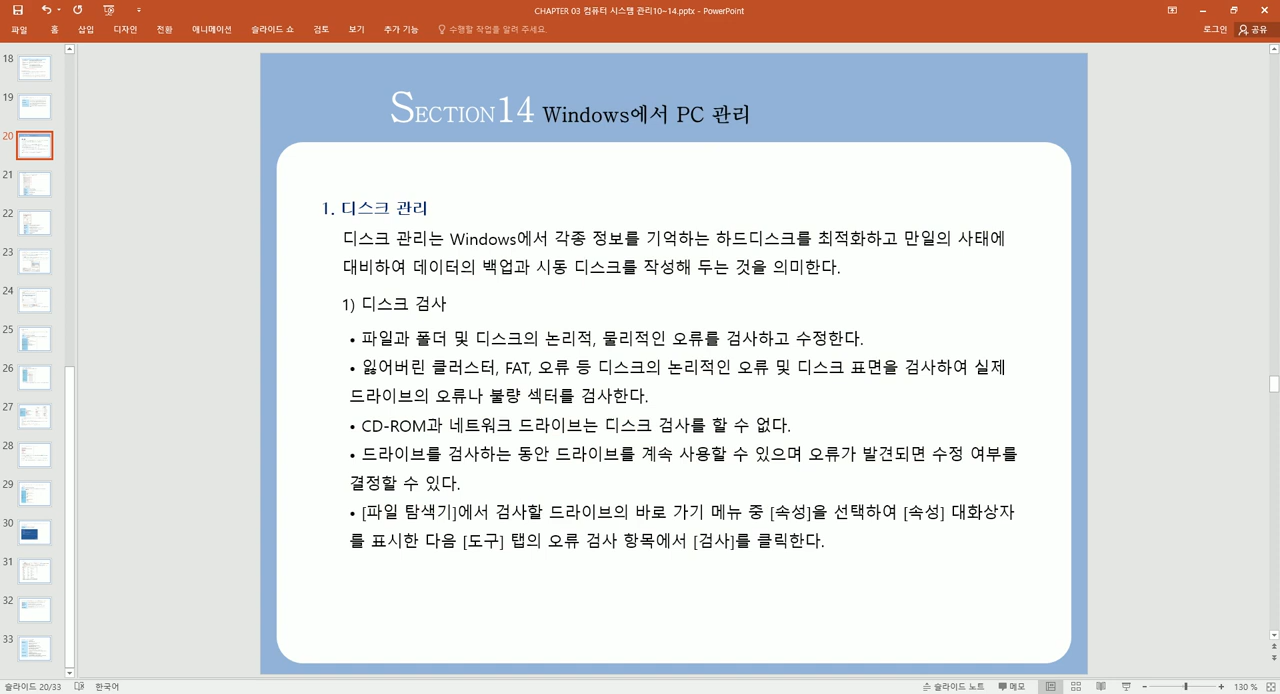 CHAPTER 03 컴퓨터 시스템 관리10~14.pptx - PowerPoint
파일 홈 삽입 디자인 전환 애니메이션 슬라이드 쇼 검토 보기 추가 기능 수행할 작업을 알려 주세요. 로그인 공유
18
19
20
21
22
23
24
25
26
27
28
29
30
31
32
33
SECTION14 Windows에서 PC 관리
1. 디스크 관리
디스크 관리는 Windows에서 각종 정보를 기억하는 하드디스크를 최적화하고 만일의 사태에
대비하여 데이터의 백업과 시동 디스크를 작성해 두는 것을 의미한다.
1) 디스크 검사
• 파일과 폴더 및 디스크의 논리적, 물리적인 오류를 검사하고 수정한다.
• 잃어버린 클러스터, FAT, 오류 등 디스크의 논리적인 오류 및 디스크 표면을 검사하여 실제
드라이브의 오류나 불량 섹터를 검사한다.
• CD-ROM과 네트워크 드라이브는 디스크 검사를 할 수 없다.
• 드라이브를 검사하는 동안 드라이브를 계속 사용할 수 있으며 오류가 발견되면 수정 여부를
결정할 수 있다.
• [파일 탐색기]에서 검사할 드라이브의 바로 가기 메뉴 중 [속성]을 선택하여 [속성] 대화상자
를 표시한 다음 [도구] 탭의 오류 검사 항목에서 [검사]를 클릭한다.
슬라이드 20/33 한국어 슬라이드 노트 메모 130 %